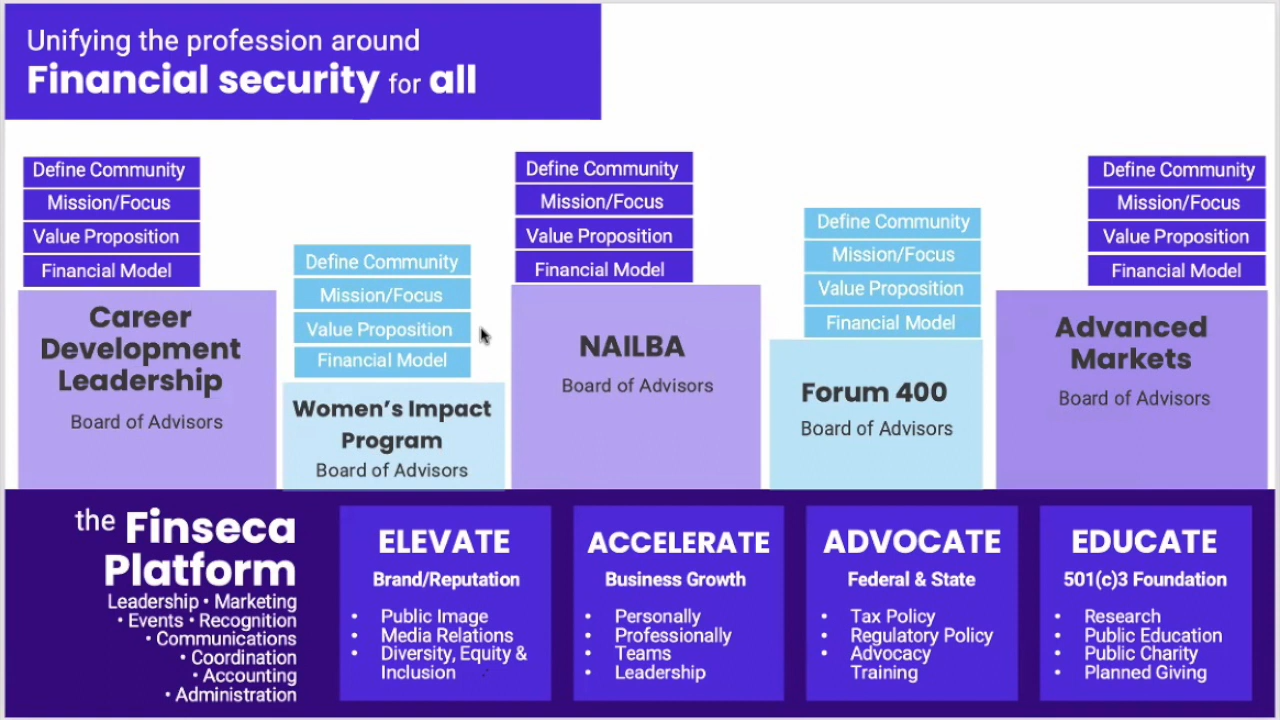 Unifying the profession around
Financial security for all
Define Community
Mission/Focus
Value Proposition
Financial Model
Career
Development
Leadership
Board of Advisors
Define Community
Mission/Focus
Value Proposition
Financial Model
Women's Impact
Program
Board of Advisors
Define Community
Mission/Focus
Value Proposition
Financial Model
NAILBA
Board of Advisors
Define Community
Mission/Focus
Value Proposition
Financial Model
Forum 400
Board of Advisors
Define Community
Mission/Focus
Value Proposition
Financial Model
Advanced
Markets
Board of Advisors
the Finseca
Platform
Leadership • Marketing
• Events • Recognition
• Communications
• Coordination
• Accounting
• Administration
ELEVATE
Brand/Reputation
• Public Image
• Media Relations
• Diversity, Equity &
Inclusion
ACCELERATE
Business Growth
• Personally
• Professionally
• Teams
• Leadership
ADVOCATE
Federal & State
• Tax Policy
• Regulatory Policy
• Advocacy
Training
EDUCATE
501(c)3 Foundation
• Research
• Public Education
• Public Charity
• Planned Giving